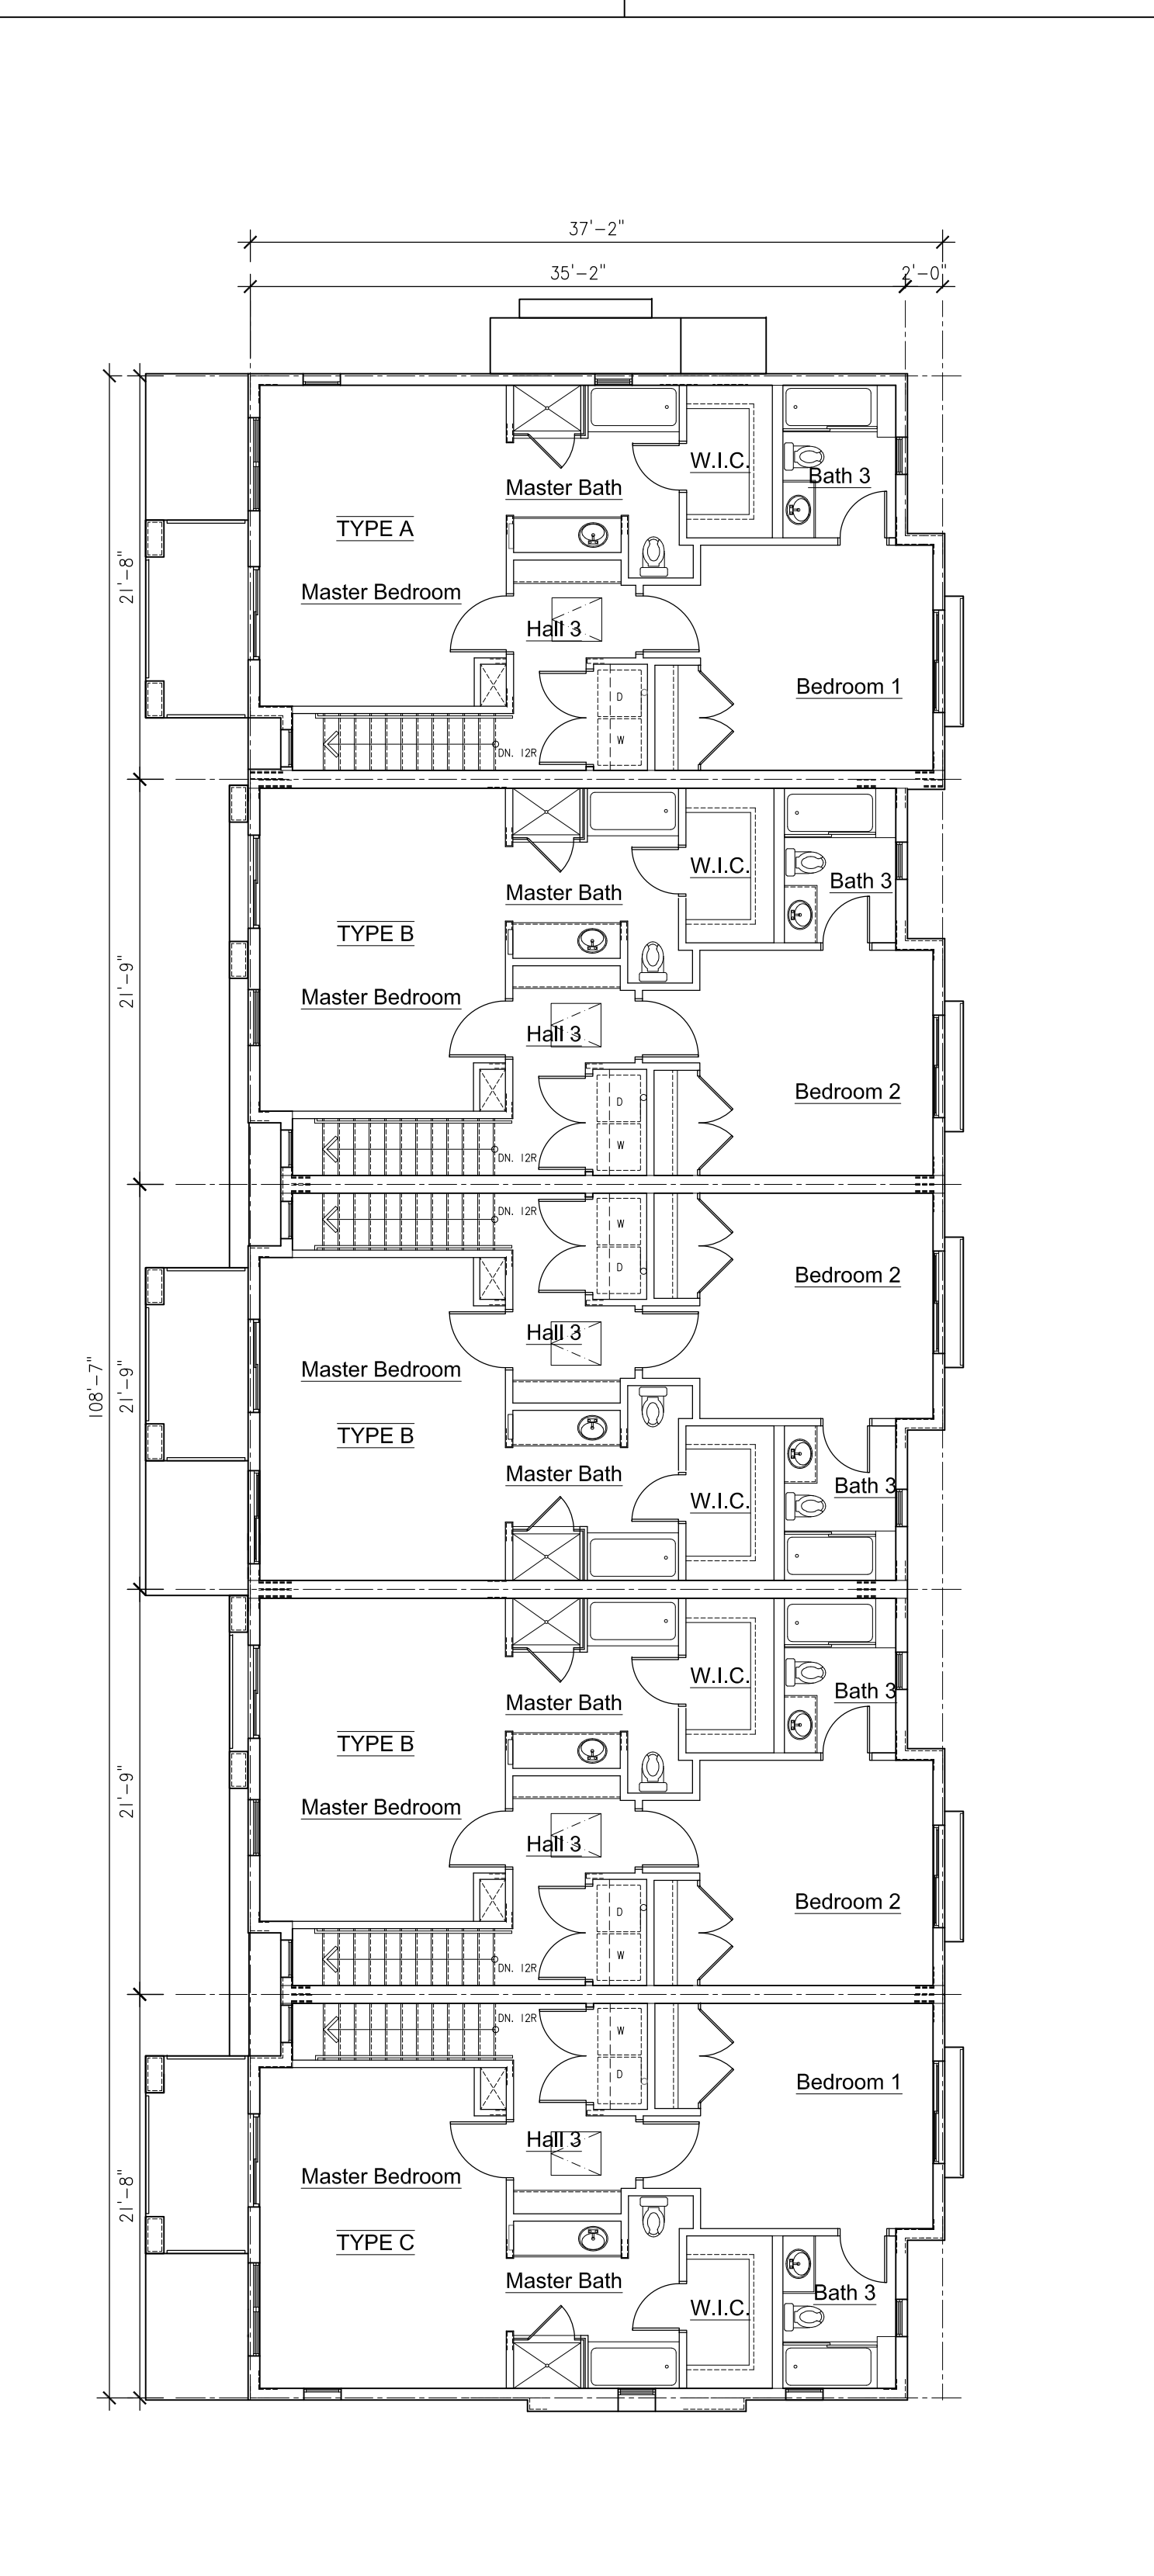 37'-2"
35'-2"
2'-0"
W.I.C.
Bath 3
Master Bath
TYPE A
21'-8"
Master Bedroom
Hall 3
Bedroom 1
D
W
DN. 12R
W.I.C.
Bath 3
Master Bath
TYPE B
21'-9"
Master Bedroom
Hall 3
Bedroom 2
D
W
DN. 12R
DN. 12R
W
D
Bedroom 2
Hall 3
Master Bedroom
108'-7"
21'-9"
TYPE B
Master Bath
Bath 3
W.I.C.
W.I.C.
Bath 3
Master Bath
TYPE B
21'-9"
Master Bedroom
Hall 3
Bedroom 2
D
W
DN. 12R
DN. 12R
W
D
Bedroom 1
Hall 3
Master Bedroom
21'-8"
TYPE C
Master Bath
Bath 3
W.I.C.